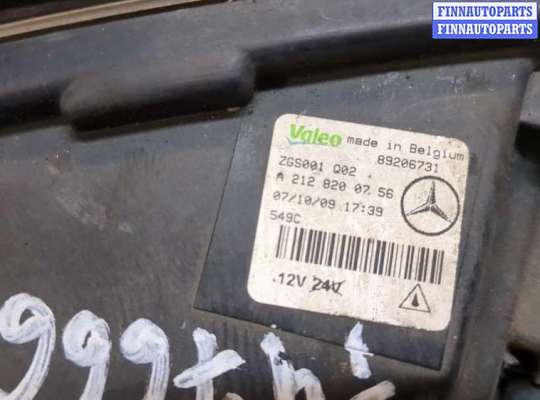 FINNAUTOPARTS
FINNAUTOPARTS
Valeo made in Belgium
89206731
ZGS001 Q02
A 212 820 07 56
07/10/09 17:39
549C
12V 24V